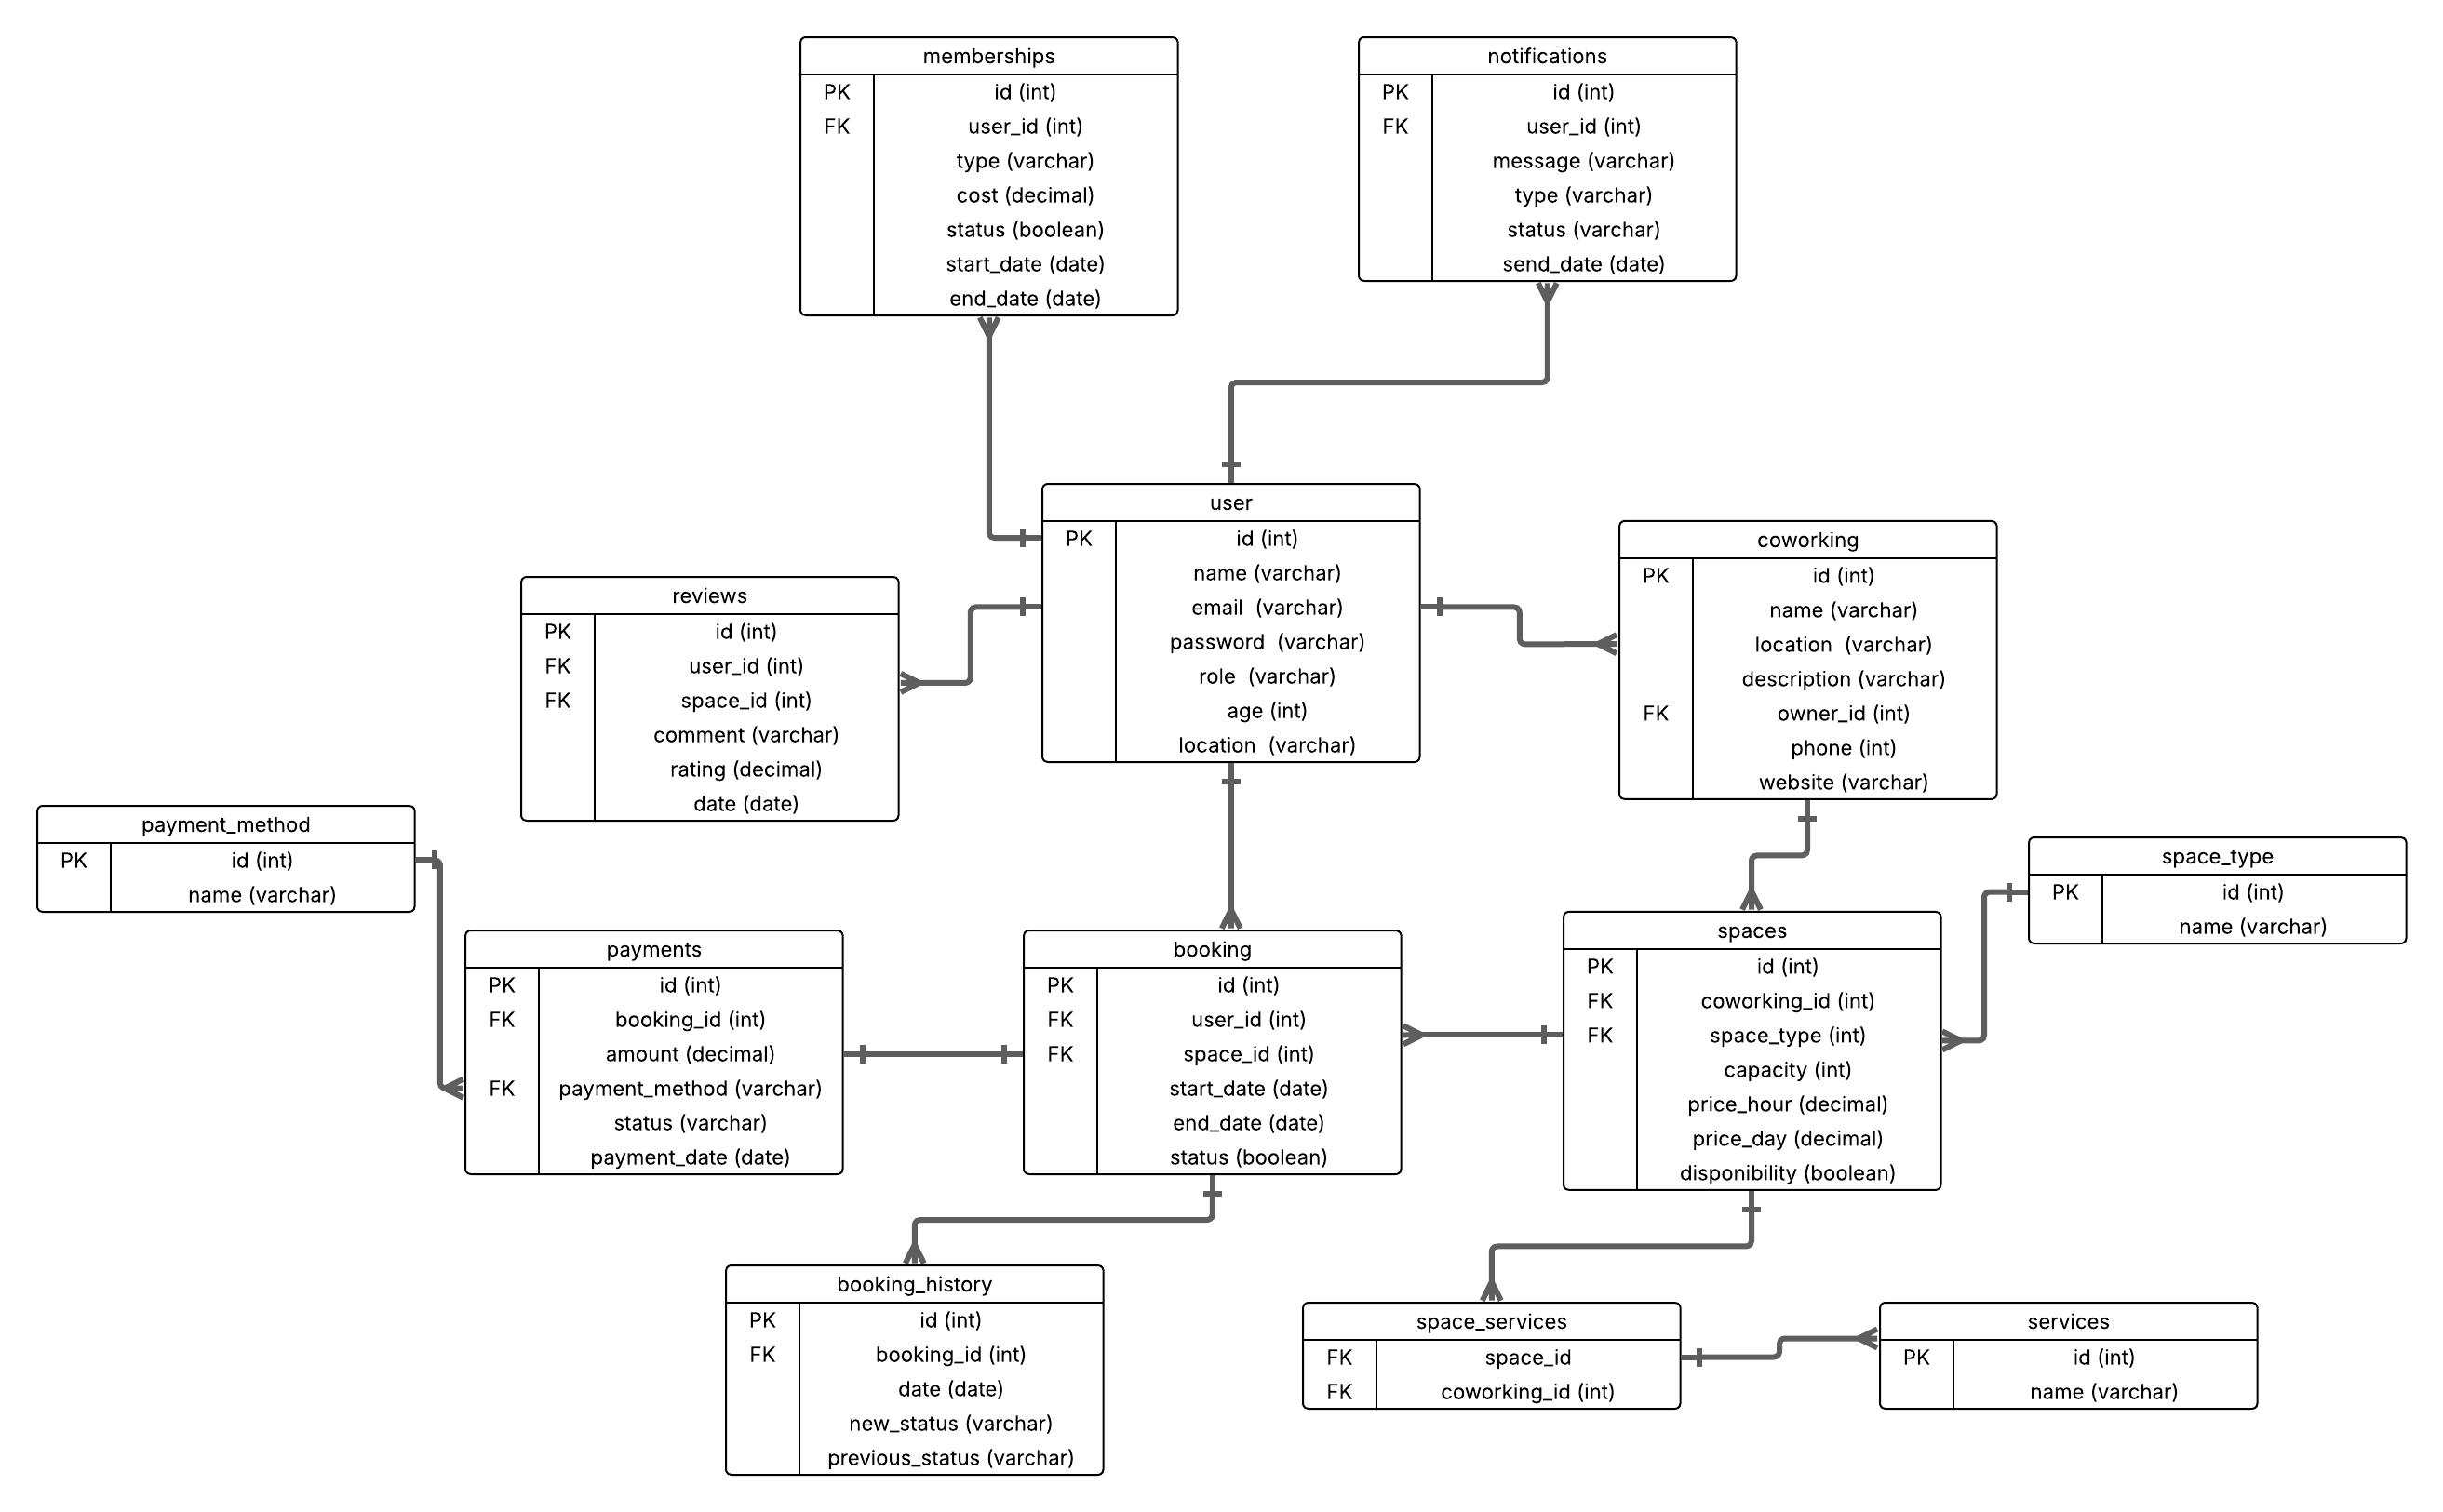 memberships
PK id (int)
FK user_id (int)
type (varchar)
cost (decimal)
status (boolean)
start_date (date)
end_date (date)
notifications
PK id (int)
FK user_id (int)
message (varchar)
type (varchar)
status (varchar)
send_date (date)
user
PK id (int)
name (varchar)
email (varchar)
password (varchar)
role (varchar)
age (int)
location (varchar)
coworking
PK id (int)
name (varchar)
location (varchar)
description (varchar)
FK owner_id (int)
phone (int)
website (varchar)
reviews
PK id (int)
FK user_id (int)
FK space_id (int)
comment (varchar)
rating (decimal)
date (date)
payment_method
PK id (int)
name (varchar)
space_type
PK id (int)
name (varchar)
payments
PK id (int)
FK booking_id (int)
amount (decimal)
FK payment_method (varchar)
status (varchar)
payment_date (date)
booking
PK id (int)
FK user_id (int)
FK space_id (int)
start_date (date)
end_date (date)
status (boolean)
spaces
PK id (int)
FK coworking_id (int)
FK space_type (int)
capacity (int)
price_hour (decimal)
price_day (decimal)
disponibility (boolean)
booking_history
PK id (int)
FK booking_id (int)
date (date)
new_status (varchar)
previous_status (varchar)
space_services
FK space_id
FK coworking_id (int)
services
PK id (int)
name (varchar)